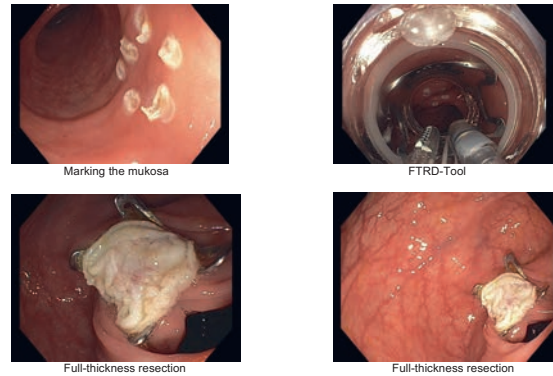 Marking the mukosa
FTRD-Tool
Full-thickness resection
Full-thickness resection